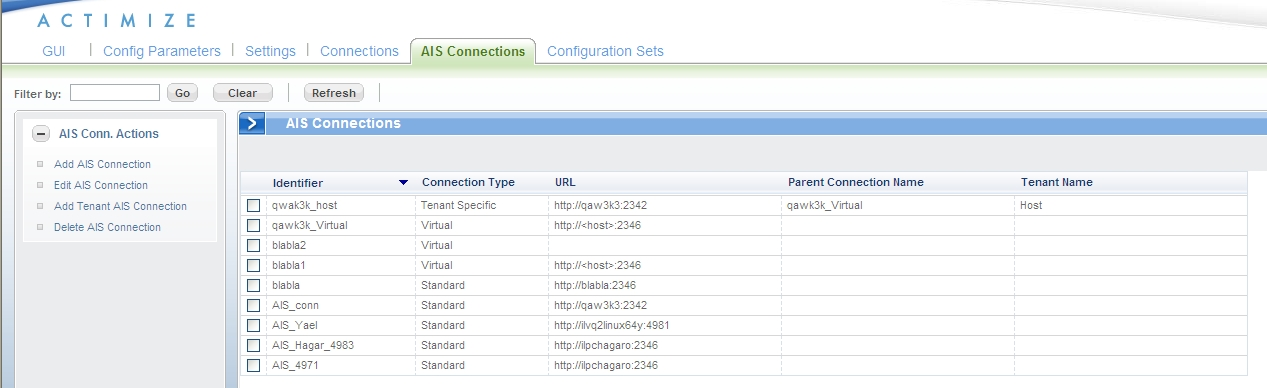 ACTIMIZE
GUI | Config Parameters | Settings | Connections AIS Connections Configuration Sets
Filter by: Go Clear Refresh
AIS Conn. Actions
Add AIS Connection
Edit AIS Connection
Add Tenant AIS Connection
Delete AIS Connection
AIS Connections
Identifier Connection Type URL Parent Connection Name Tenant Name
qwak3k_host Tenant Specific http://qaw3k3:2342 qawk3k_Virtual Host
qawk3k_Virtual Virtual http://<host>:2346
blabla2 Virtual
blabla1 Virtual http://<host>:2346
blabla Standard http://blabla:2346
AIS_conn Standard http://qaw3k3:2342
AIS_Yael Standard http://ilvq2linux64y:4981
AIS_Hagar_4983 Standard http://ilpchagaro:2346
AIS_4971 Standard http://ilpchagaro:2346